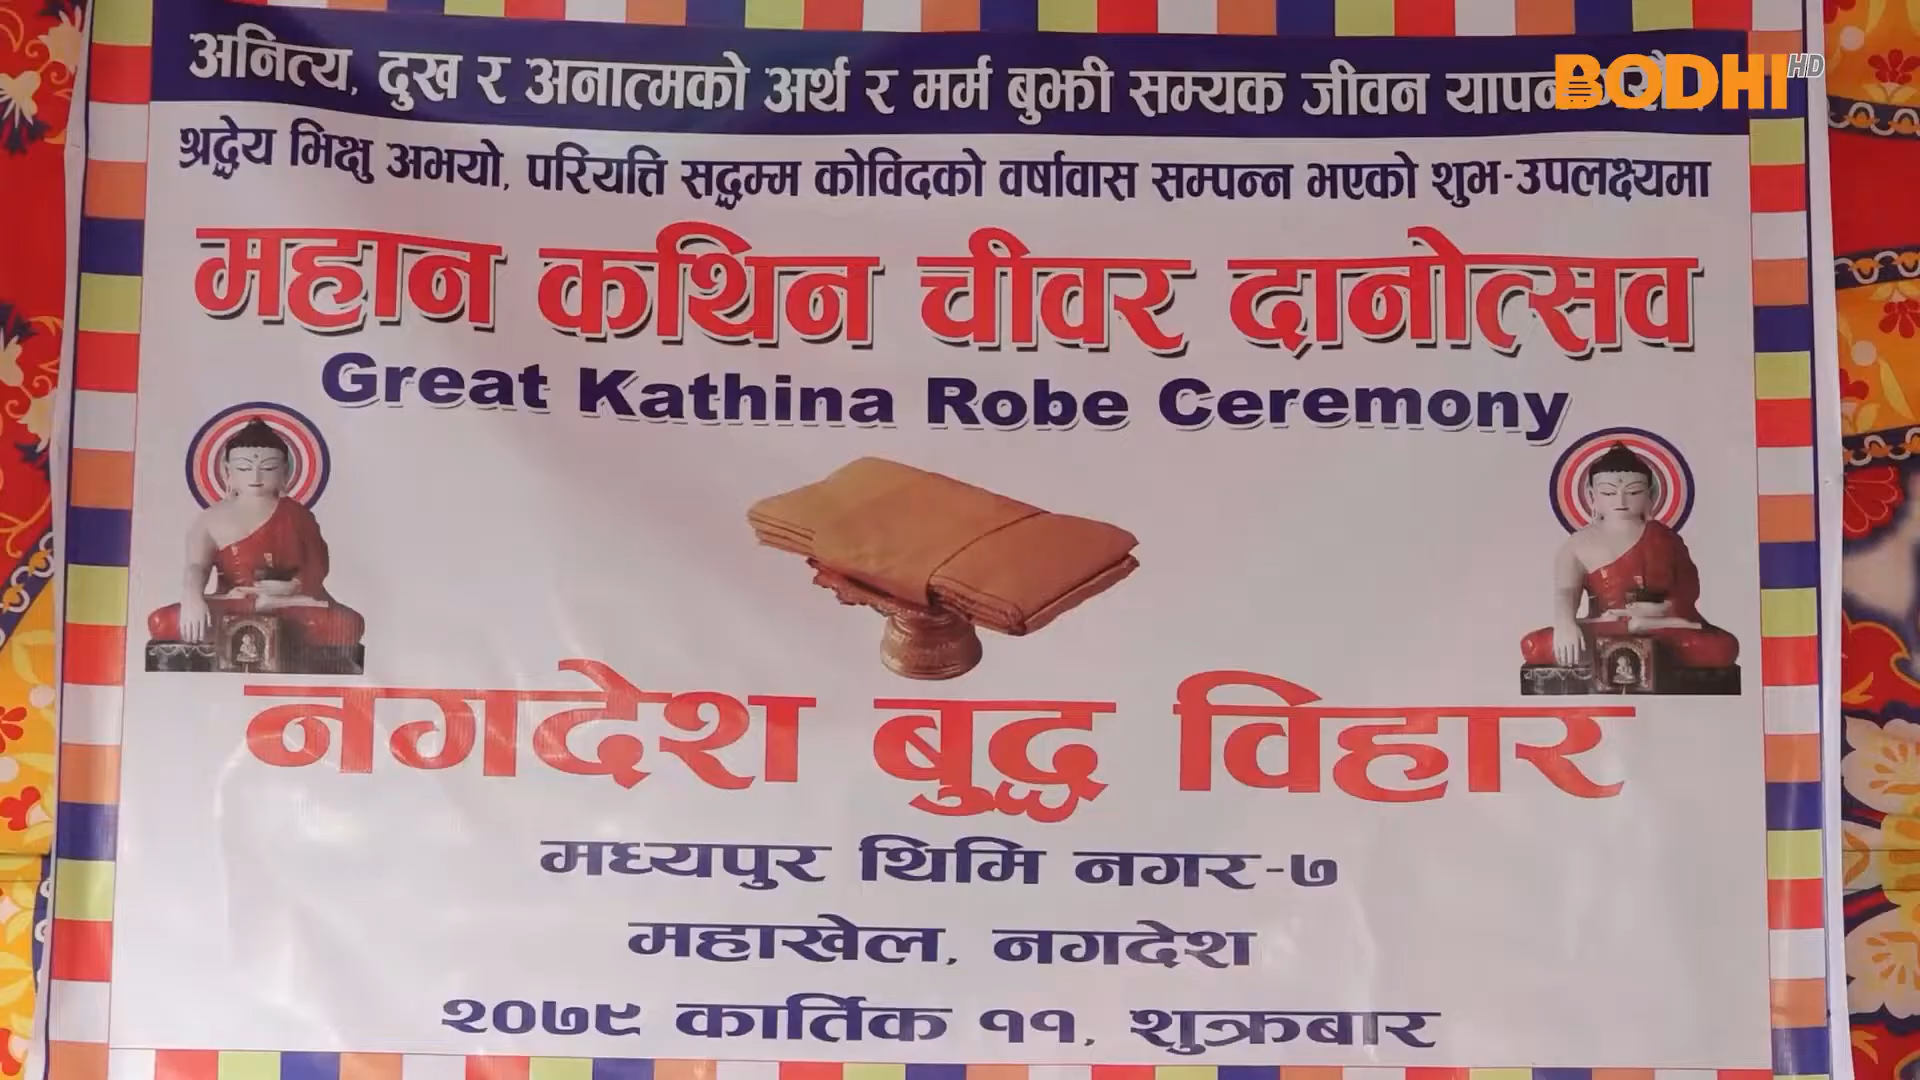 अनित्य, दुख र अनात्मको अर्थ र मर्म बुझी सम्यक जीवन यापन
BODHI HD
श्रद्धेय भिक्षु अभयो, परियत्ति सद्धम्म कोविदको वर्षावास सम्पन्न भएको शुभ-उपलक्ष्यमा
महान कथिन चीवर दानोत्सव
Great Kathina Robe Ceremony
नगदेश बुद्ध विहार
मध्यपुर थिमि नगर-७
महाखेल, नगदेश
२०७९ कार्तिक ११, शुक्रबार